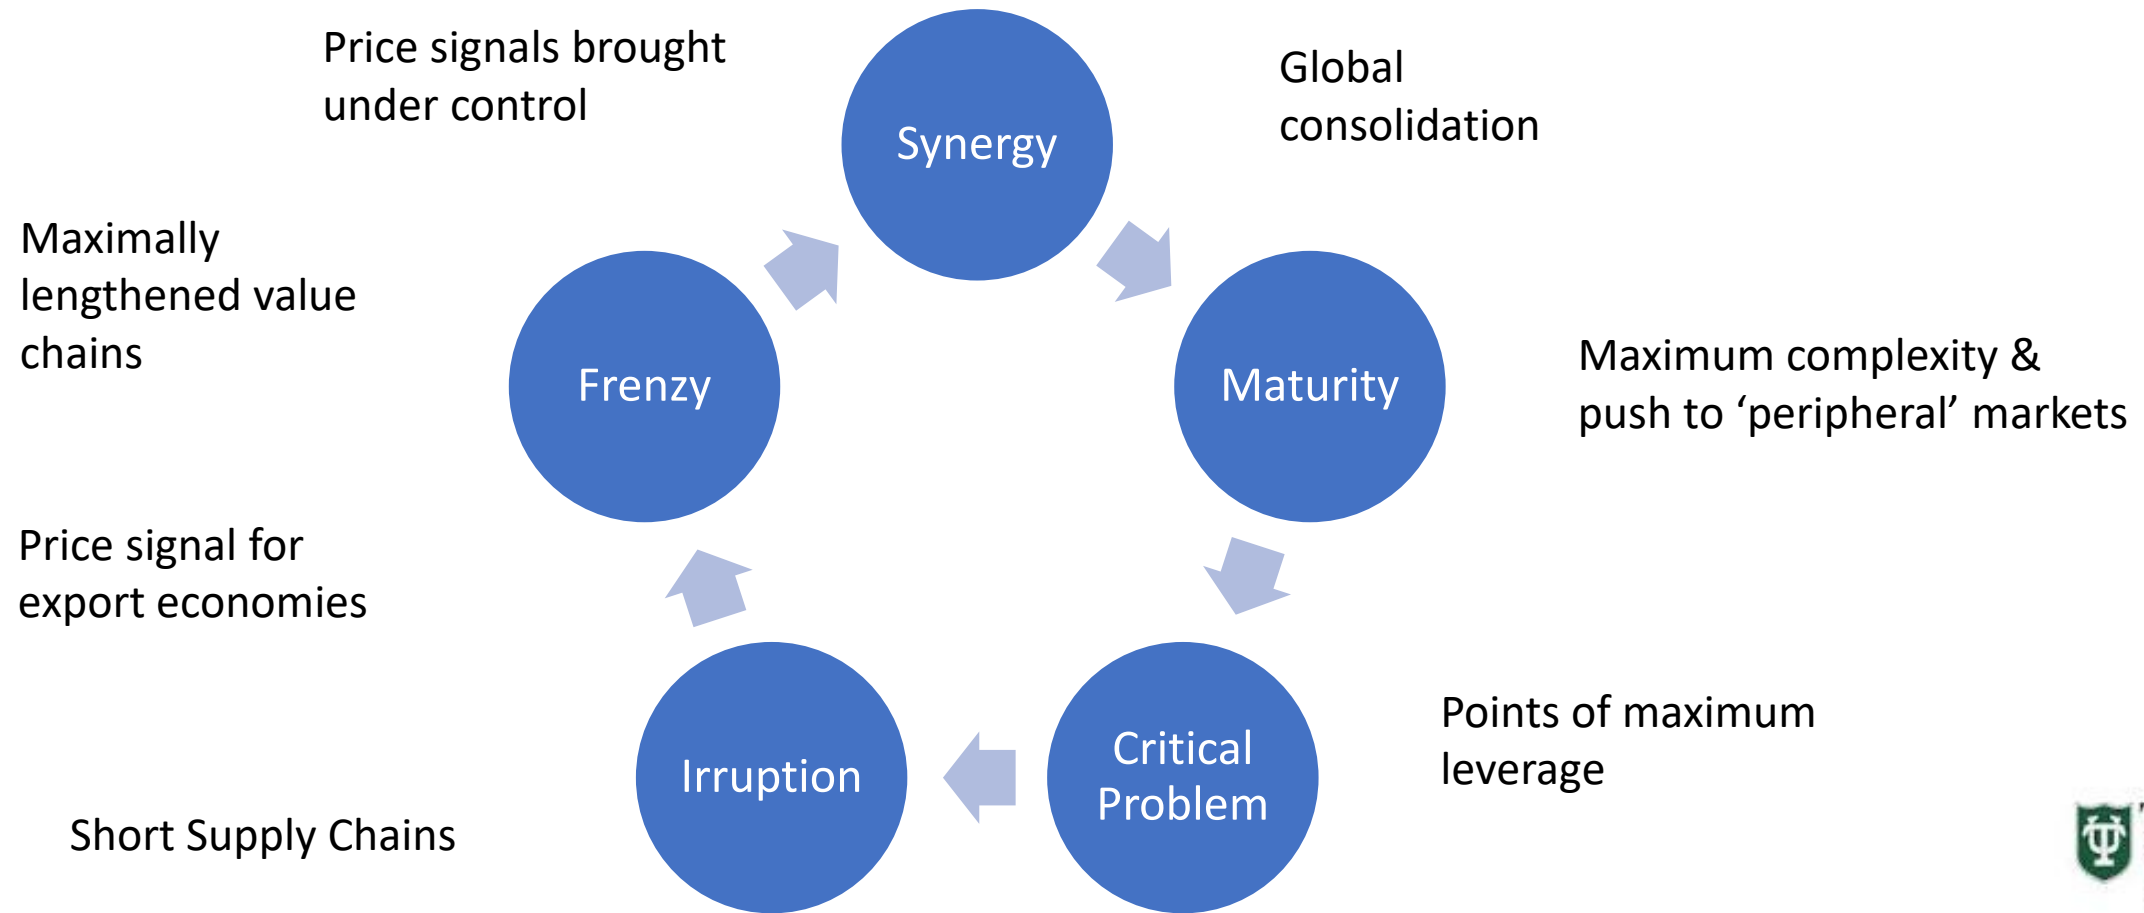 Price signals brought
under control
Synergy
Global
consolidation
Maximally
lengthened value
chains
Frenzy
Maturity
Maximum complexity &
push to ‘peripheral’ markets
Price signal for
export economies
Irruption
Critical
Problem
Points of maximum
leverage
Short Supply Chains